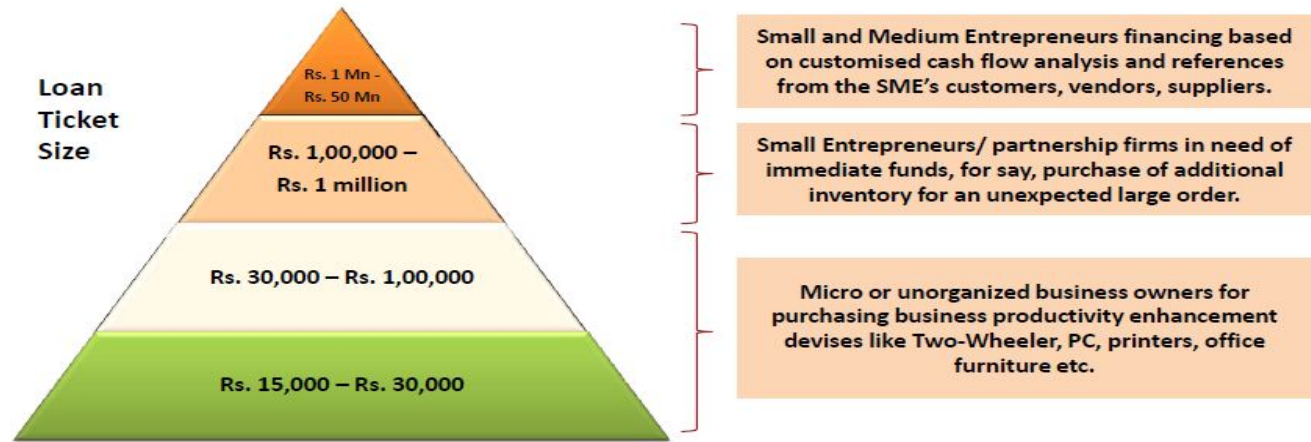 Loan
Ticket
Size
Rs. 1 Mn -
Rs. 50 Mn
Small and Medium Entrepreneurs financing based
on customised cash flow analysis and references
from the SME's customers, vendors, suppliers.
Rs. 1,00,000 –
Rs. 1 million
Small Entrepreneurs/ partnership firms in need of
immediate funds, for say, purchase of additional
inventory for an unexpected large order.
Rs. 30,000 – Rs. 1,00,000
Rs. 15,000 – Rs. 30,000
Micro or unorganized business owners for
purchasing business productivity enhancement
devises like Two-Wheeler, PC, printers, office
furniture etc.